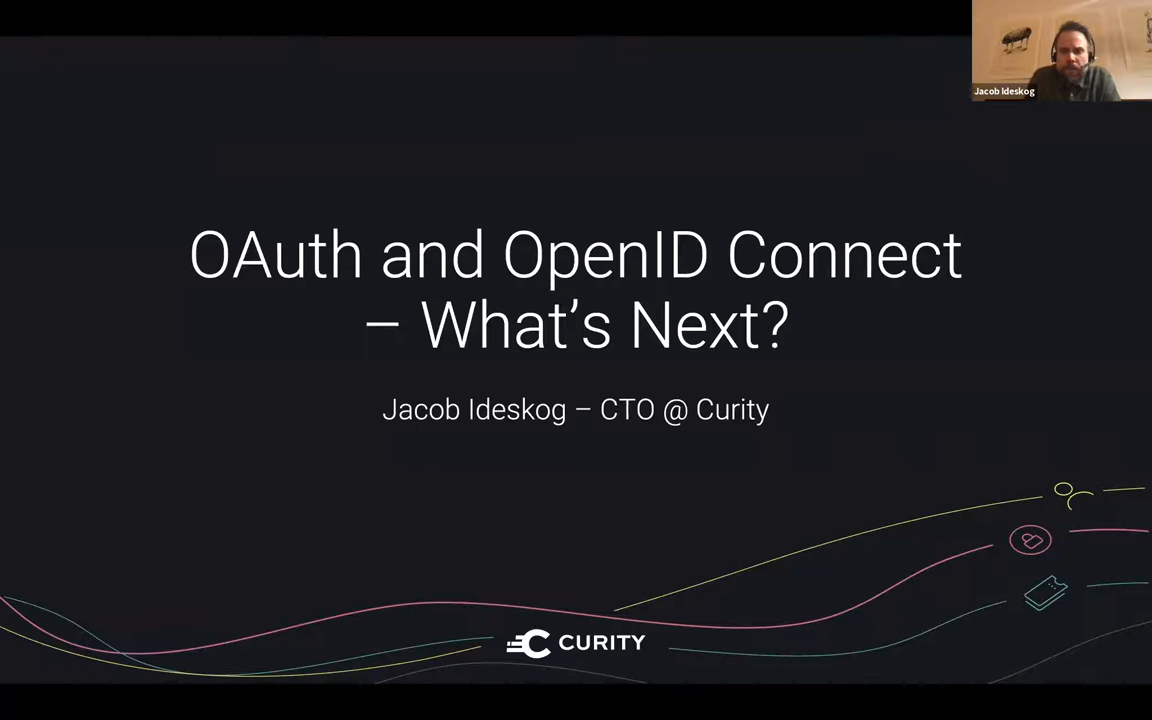 Jacob Ideskog
OAuth and OpenID Connect
– What’s Next?
Jacob Ideskog – CTO @ Curity
CURITY